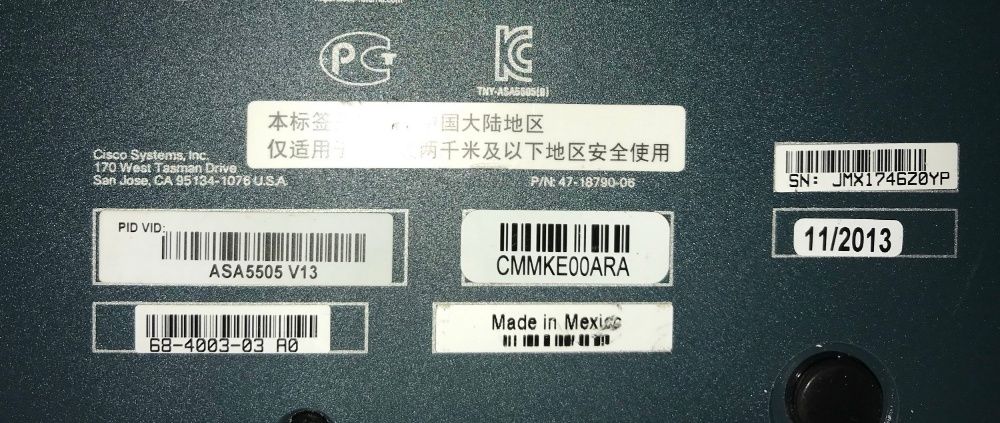 TNY-ASA5505(B)
本标签 中国大陆地区
仅适用于 两千米及以下地区安全使用
Cisco Systems, Inc.
170 West Tasman Drive
San Jose, CA 95134-1076 U.S.A
P/N: 47-18790-06
SN: JMX1746Z0YP
PID VID:
ASA5505 V13
CMMKE00ARA
11/2013
68-4003-03 A0
Made in Mexico